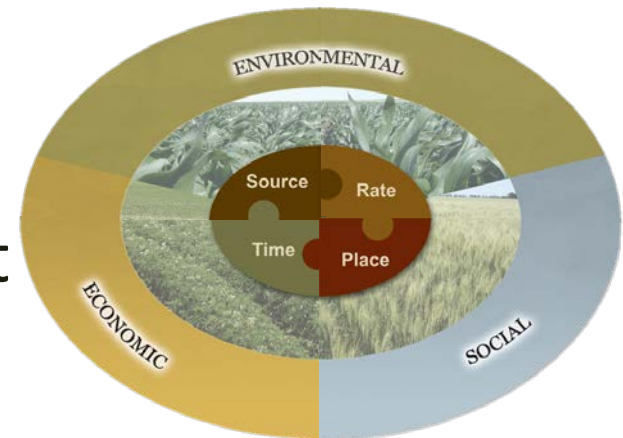 ENVIRONMENTAL
Source
Rate
t
Time
Place
ECONOMIC
SOCIAL